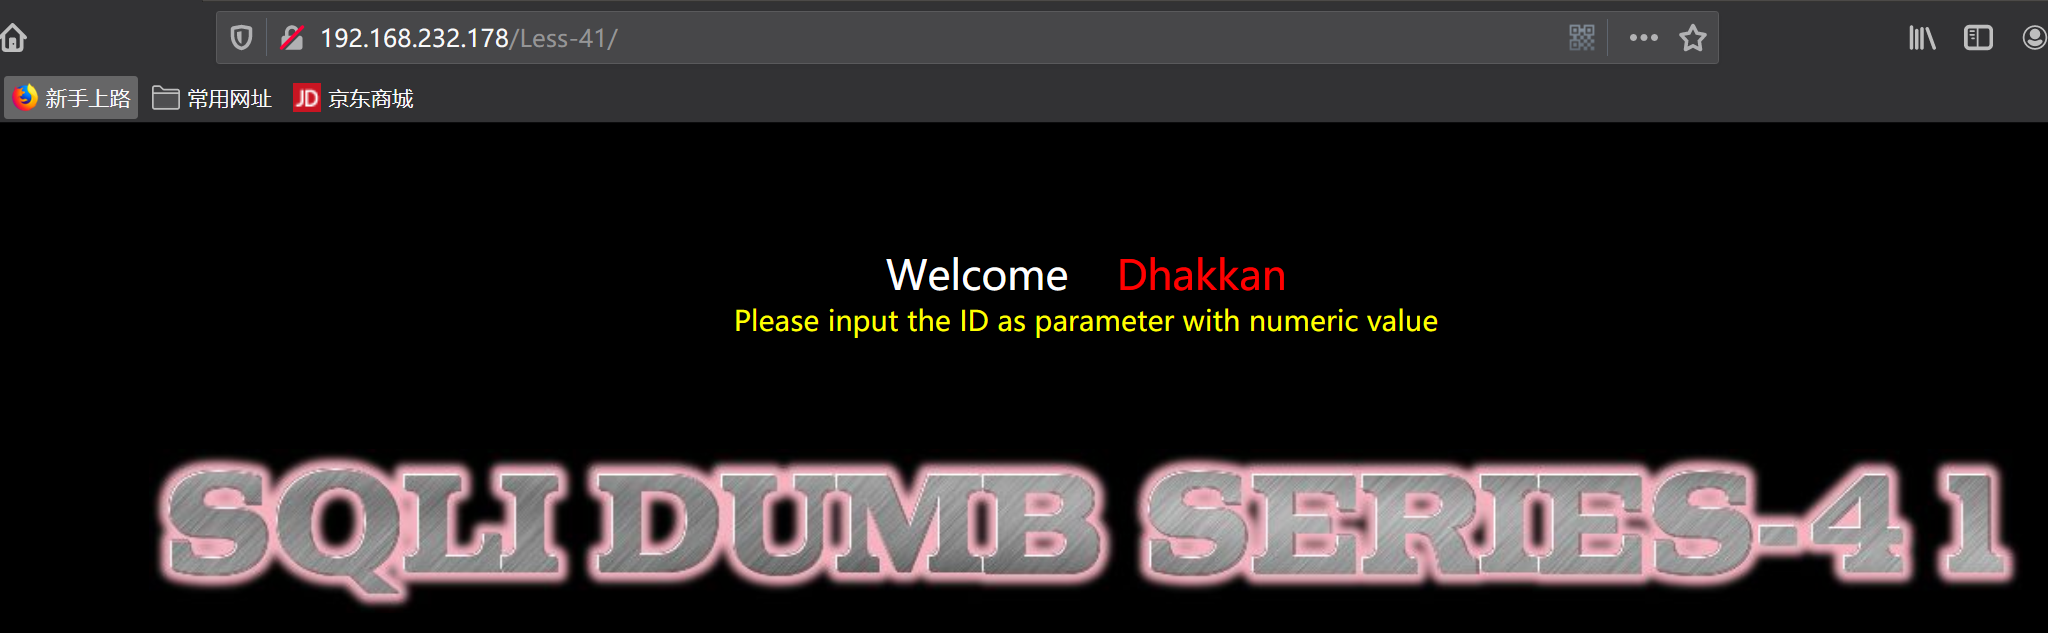 192.168.232.178/Less-41/
新手上路 常用网址 JD 京东商城
Welcome Dhakkan
Please input the ID as parameter with numeric value
SQLI DUMB SERIES-41